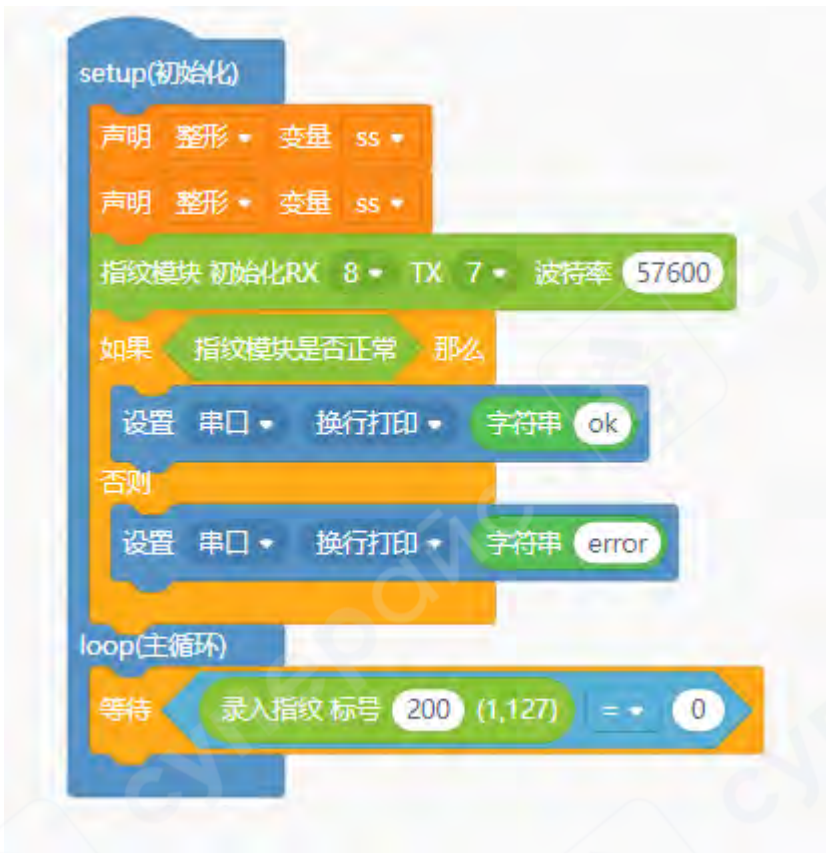 setup(初始化)
声明 整形 变量 ss
声明 整形 变量 ss
指纹模块 初始化RX 8 TX 7 波特率 57600
如果 指纹模块是否正常 那么
设置 串口 换行打印 字符串 ok
否则
设置 串口 换行打印 字符串 error
loop(主循环)
等待 录入指纹 标号 200 (1,127) = 0